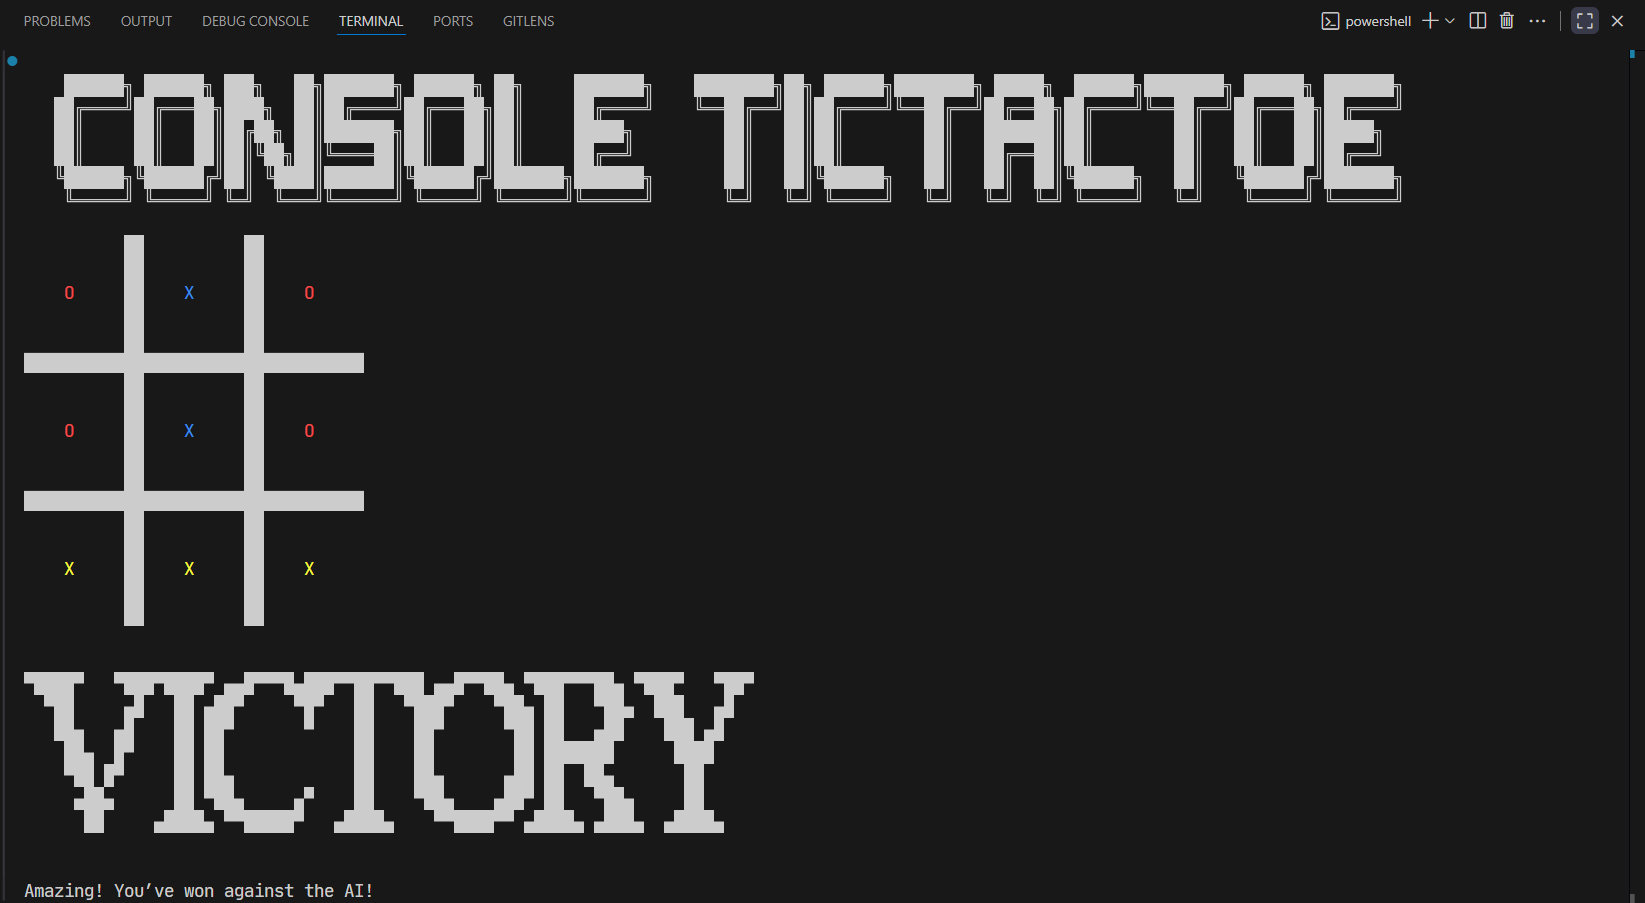 PROBLEMS OUTPUT DEBUG CONSOLE TERMINAL PORTS GITLENS powershell
CONSOLE TICTACTOE
O X O
O X O
X X X
VICTORY
Amazing! You’ve won against the AI!